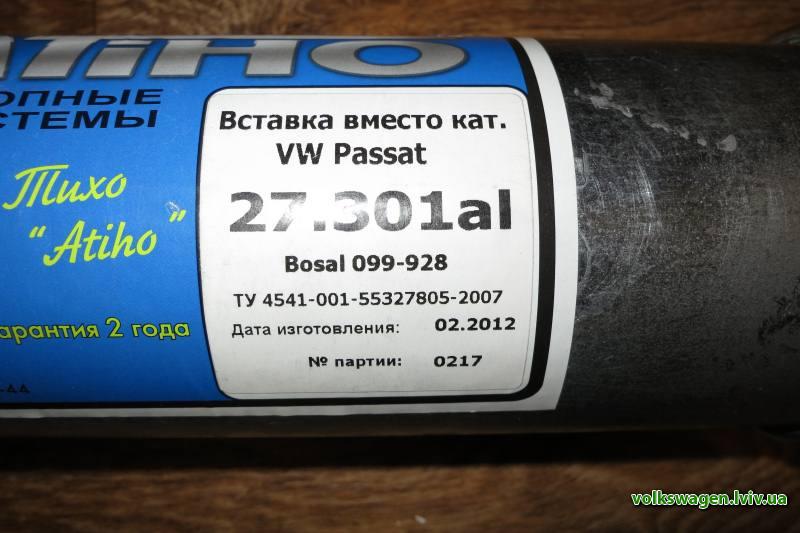 ATiHO
ОПНЫЕ
СТЕМЫ
Тихо
"Atiho"
арантия 2 года
-44
Вставка вместо кат.
VW Passat
27.301al
Bosal 099-928
ТУ 4541-001-55327805-2007
Дата изготовления: 02.2012
№ партии: 0217
volkswagen.lviv.ua